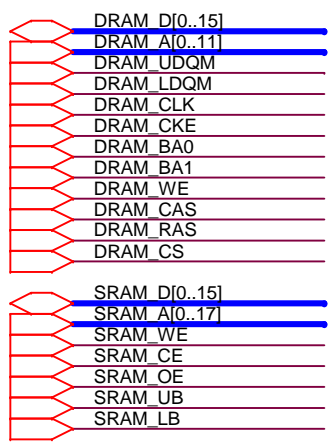 DRAM_D[0..15]
DRAM_A[0..11]
DRAM_UDQM
DRAM_LDQM
DRAM_CLK
DRAM_CKE
DRAM_BA0
DRAM_BA1
DRAM_WE
DRAM_CAS
DRAM_RAS
DRAM_CS
SRAM_D[0..15]
SRAM_A[0..17]
SRAM_WE
SRAM_CE
SRAM_OE
SRAM_UB
SRAM_LB